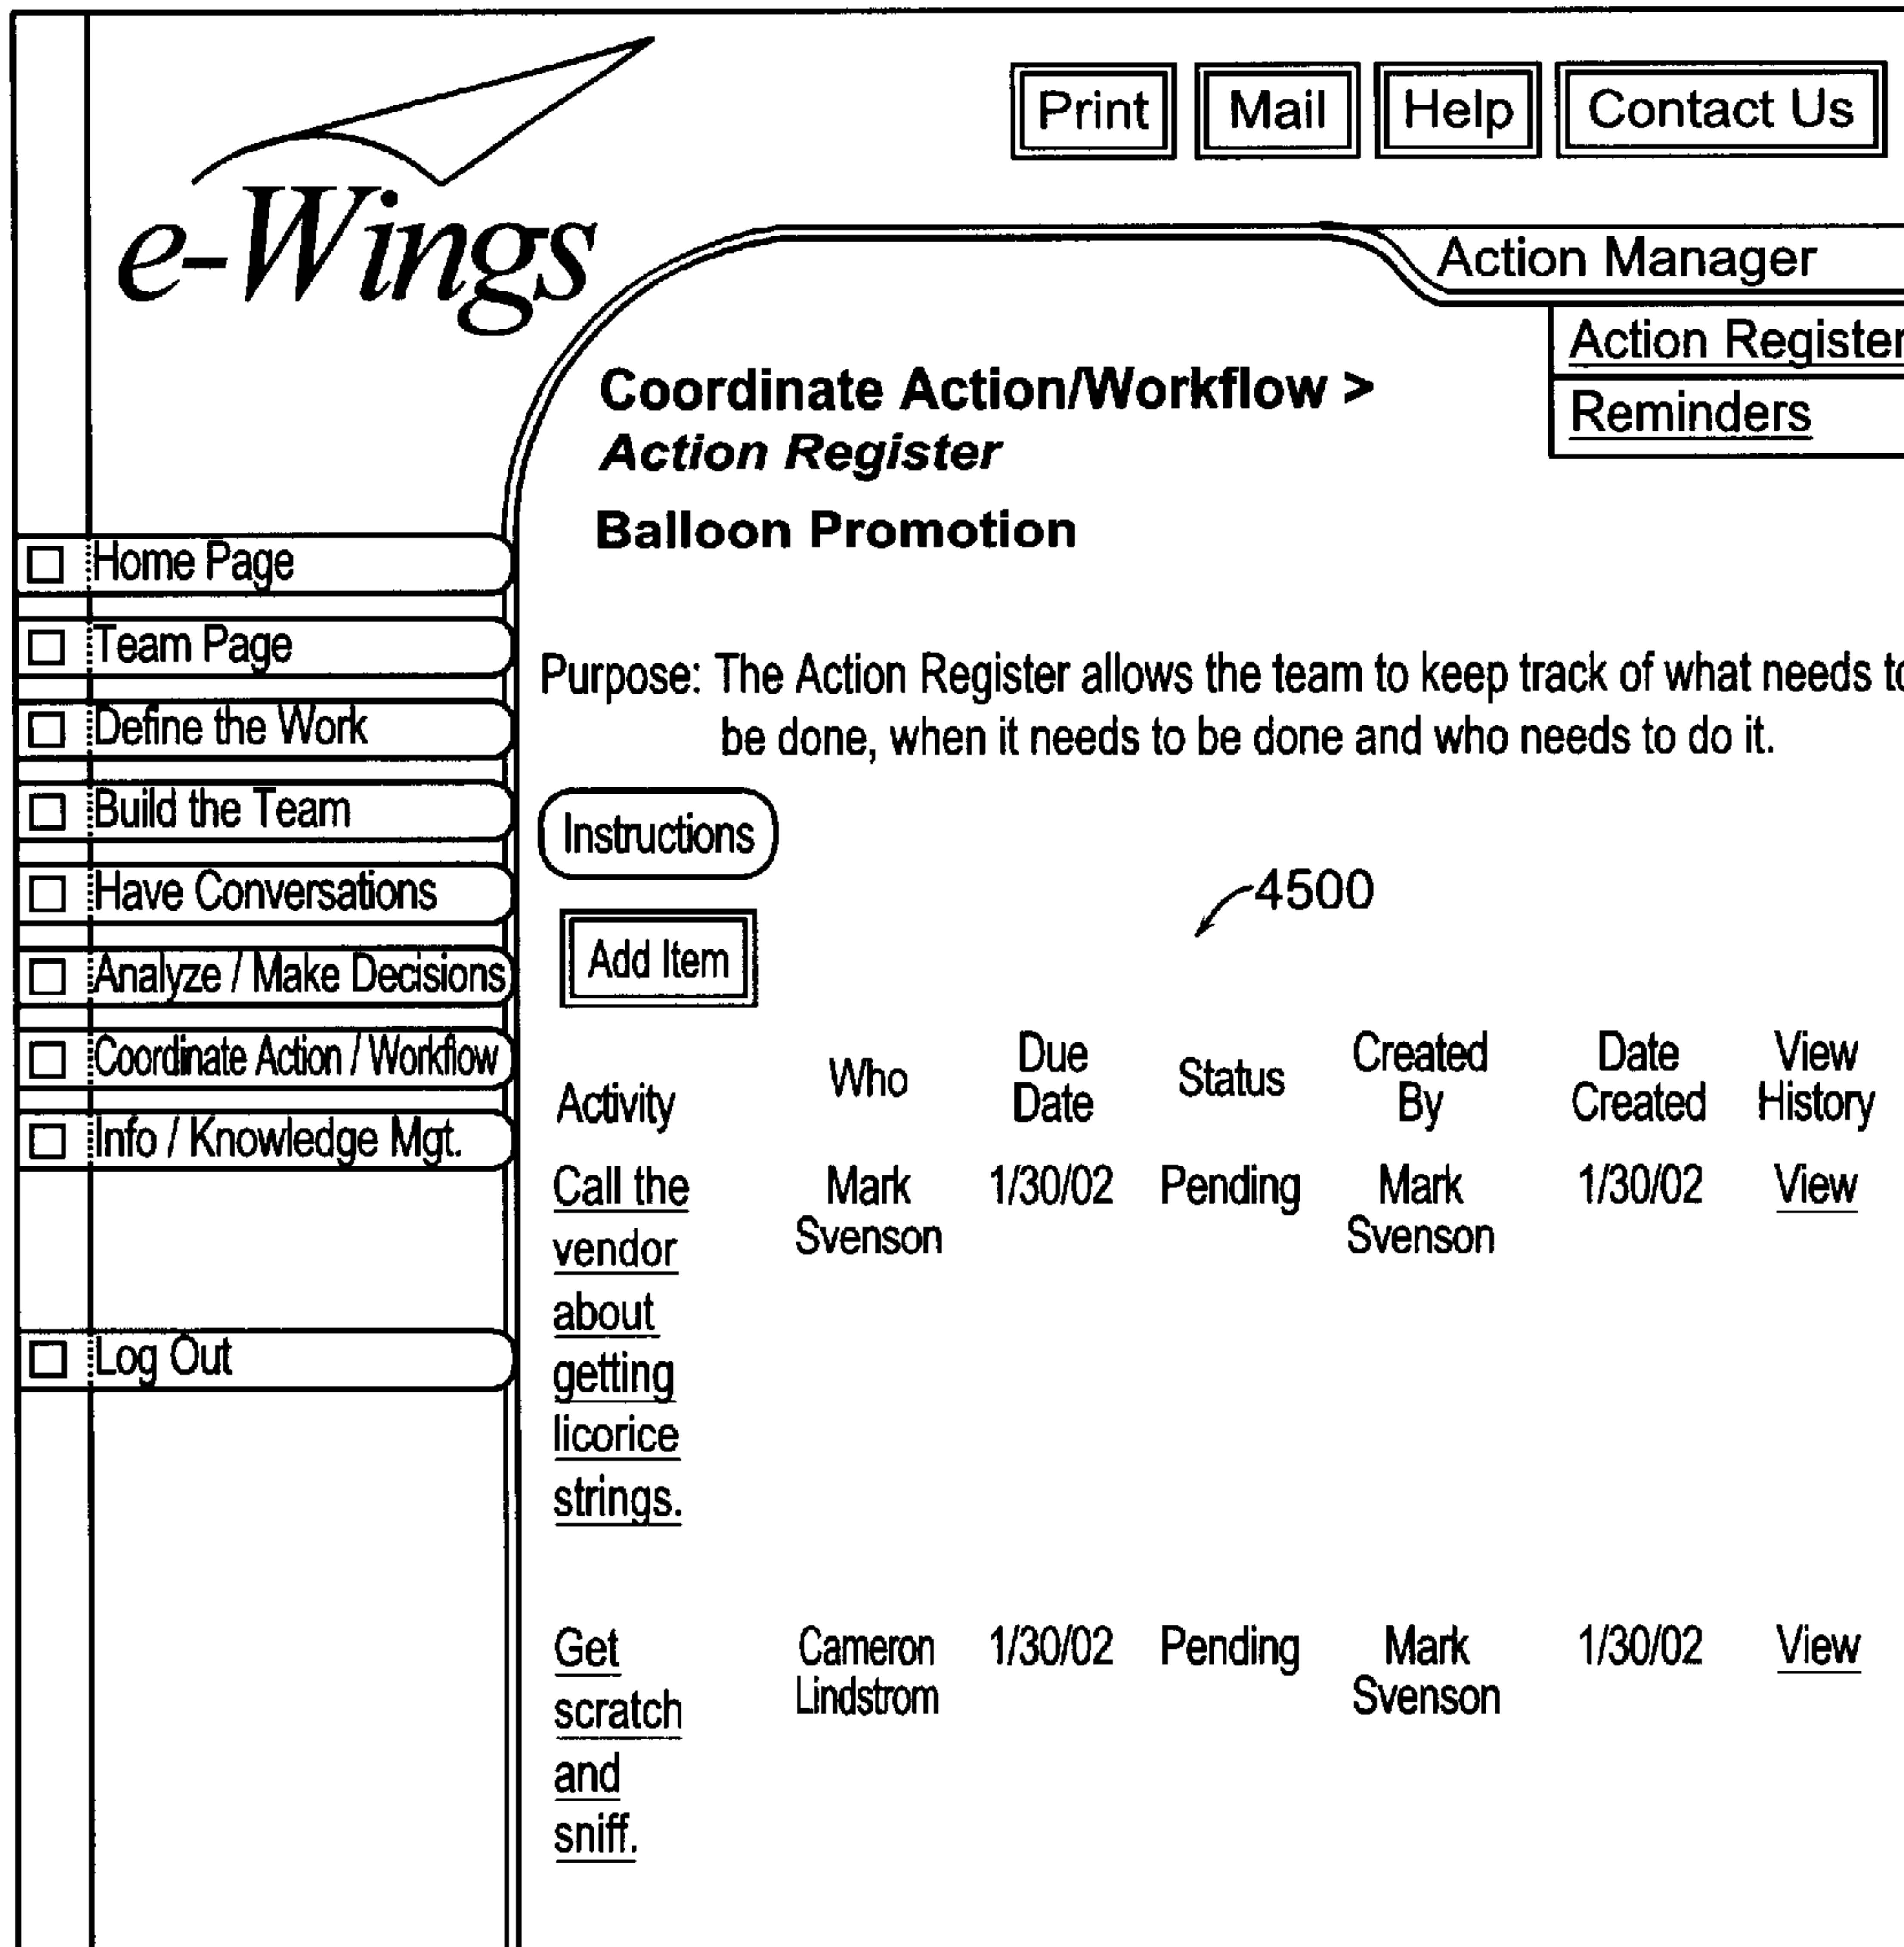 Print Mail Help Contact Us
e-Wings
Action Manager
Action Register
Reminders
Coordinate Action/Workflow >
Action Register
Balloon Promotion
Home Page
Team Page
Define the Work
Build the Team
Have Conversations
Analyze / Make Decisions
Coordinate Action / Workflow
Info / Knowledge Mgt.
Log Out
Purpose: The Action Register allows the team to keep track of what needs to
be done, when it needs to be done and who needs to do it.
Instructions
4500
Add Item
Activity Who Due Date Status Created By Date Created View History
Call the Mark 1/30/02 Pending Mark 1/30/02 View
vendor Svenson Svenson
about
getting
licorice
strings.
Get Cameron 1/30/02 Pending Mark 1/30/02 View
scratch Lindstrom Svenson
and
sniff.